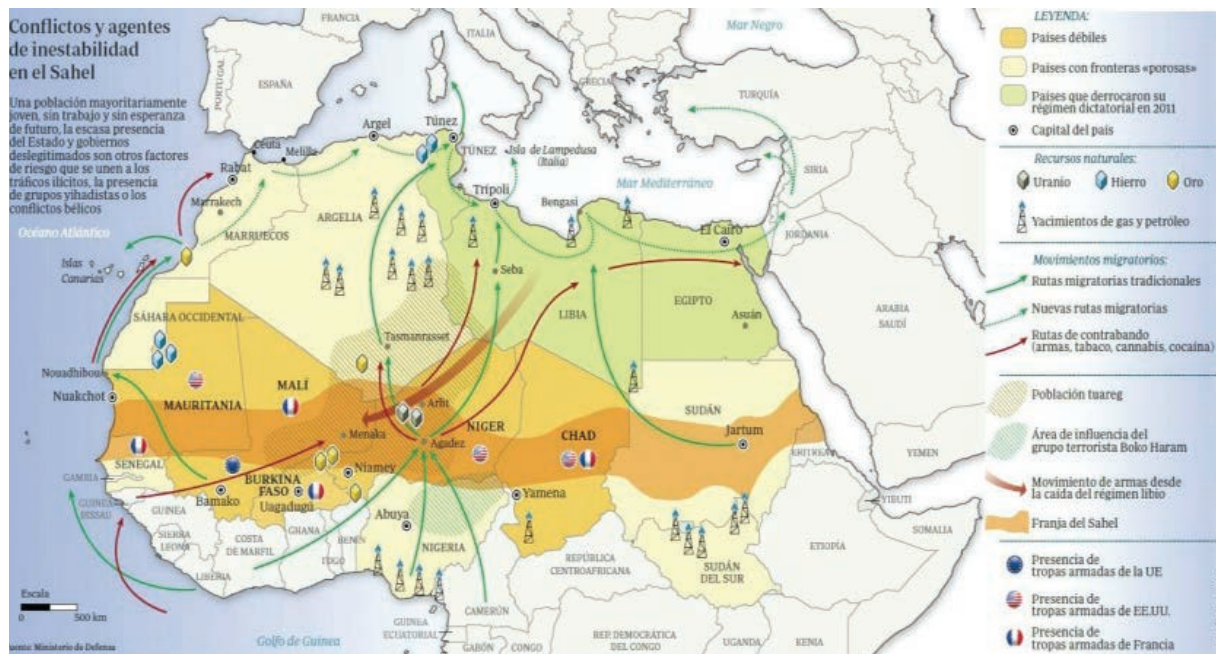 Conflictos y agentes
de inestabilidad
en el Sahel
Una población mayoritariamente
joven, sin trabajo y sin esperanza
de futuro, la escasa presencia
del Estado y gobiernos
deslegitimados son otros factores
de riesgo que se unen a los
tráficos ilícitos, la presencia
de grupos yihadistas o los
conflictos bélicos
Océano Atlántico
Islas
Canarias
FRANCIA
ITALIA
Mar Negro
PORTUGAL
ESPAÑA
GRECIA
TURQUÍA
Ceuta
Melilla
Argel
Túnez
TÚNEZ
Isla de Lampedusa
(Italia)
SIRIA
Rabat
Marrakech
MARRUECOS
ARGELIA
Trípoli
Bengasi
Mar Mediterráneo
El Cairo
JORDANIA
Seba
SÁHARA OCCIDENTAL
LIBIA
EGIPTO
Asuán
ARABIA
SAUDÍ
Tasmanrasset
Nouadhibou
Nuakchot
MAURITANIA
MALÍ
Arlit
Menaka
Agadez
NIGER
CHAD
SUDÁN
Jartum
ERITREA
YEMEN
SENEGAL
GAMBIA
GUINEA
BISSAU
GUINEA
Bamako
BURKINA
FASO
Uagadugú
Niamey
Yamena
YIBUTI
SIERRA
LEONA
LIBERIA
COSTA
DE MARFIL
GHANA
TOGO
BENÍN
Abuya
NIGERIA
REPÚBLICA
CENTROAFRICANA
SUDÁN
DEL SUR
ETIOPÍA
SOMALIA
CAMERÚN
GUINEA
ECUATORIAL
GABÓN
CONGO
REP. DEMOCRÁTICA
DEL CONGO
UGANDA
KENIA
Golfo de Guinea
Escala
0
500 km
Fuente: Ministerio de Defensa
LEYENDA:
Países débiles
Países con fronteras «porosas»
Países que derrocaron su
régimen dictatorial en 2011
Capital del país
Recursos naturales:
Uranio
Hierro
Oro
Yacimientos de gas y petróleo
Movimientos migratorios:
Rutas migratorias tradicionales
Nuevas rutas migratorias
Rutas de contrabando
(armas, tabaco, cannabis, cocaína)
Población tuareg
Área de influencia del
grupo terrorista Boko Haram
Movimiento de armas desde
la caída del régimen libio
Franja del Sahel
Presencia de
tropas armadas de la UE
Presencia de
tropas armadas de EE.UU.
Presencia de
tropas armadas de Francia